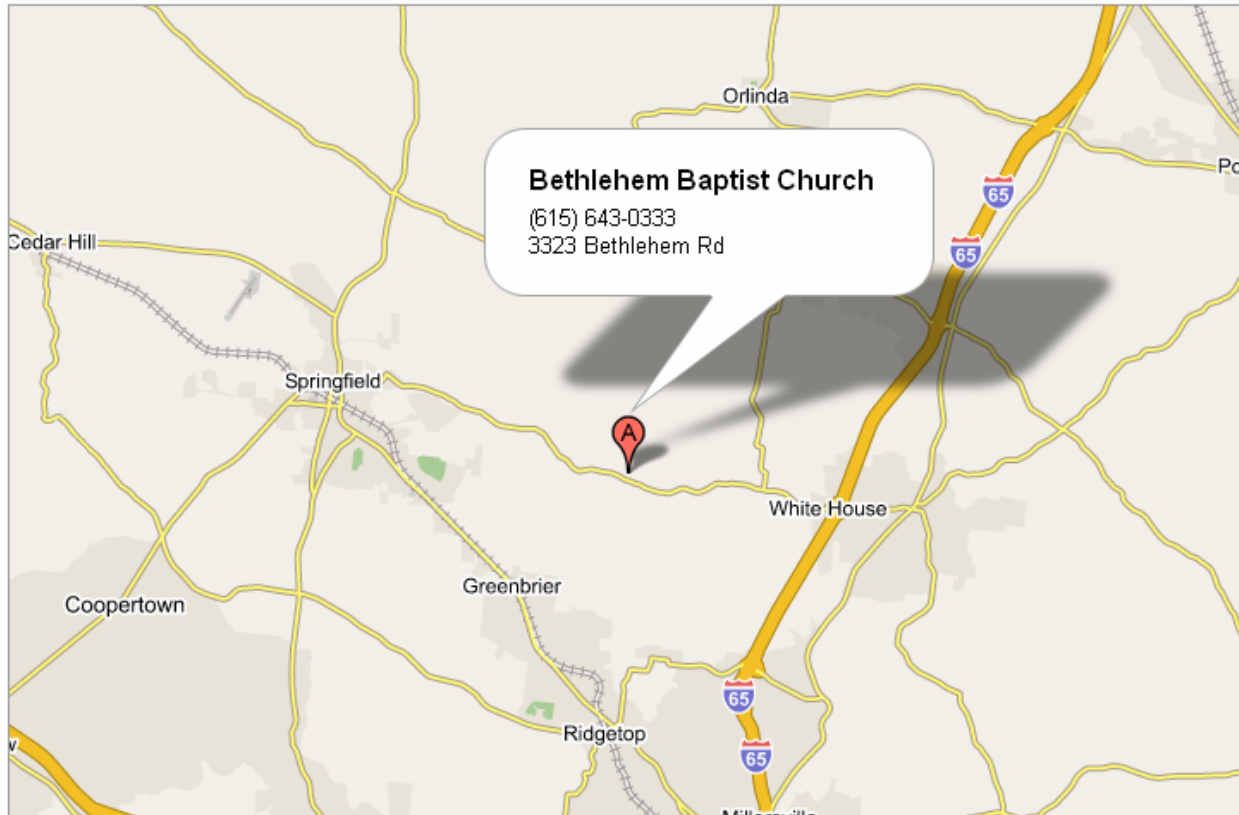 Orlinda
Bethlehem Baptist Church
(615) 643-0333
3323 Bethlehem Rd
65
Po
65
Cedar Hill
Springfield
A
White House
Greenbrier
Coopertown
65
Ridgetop
w
65